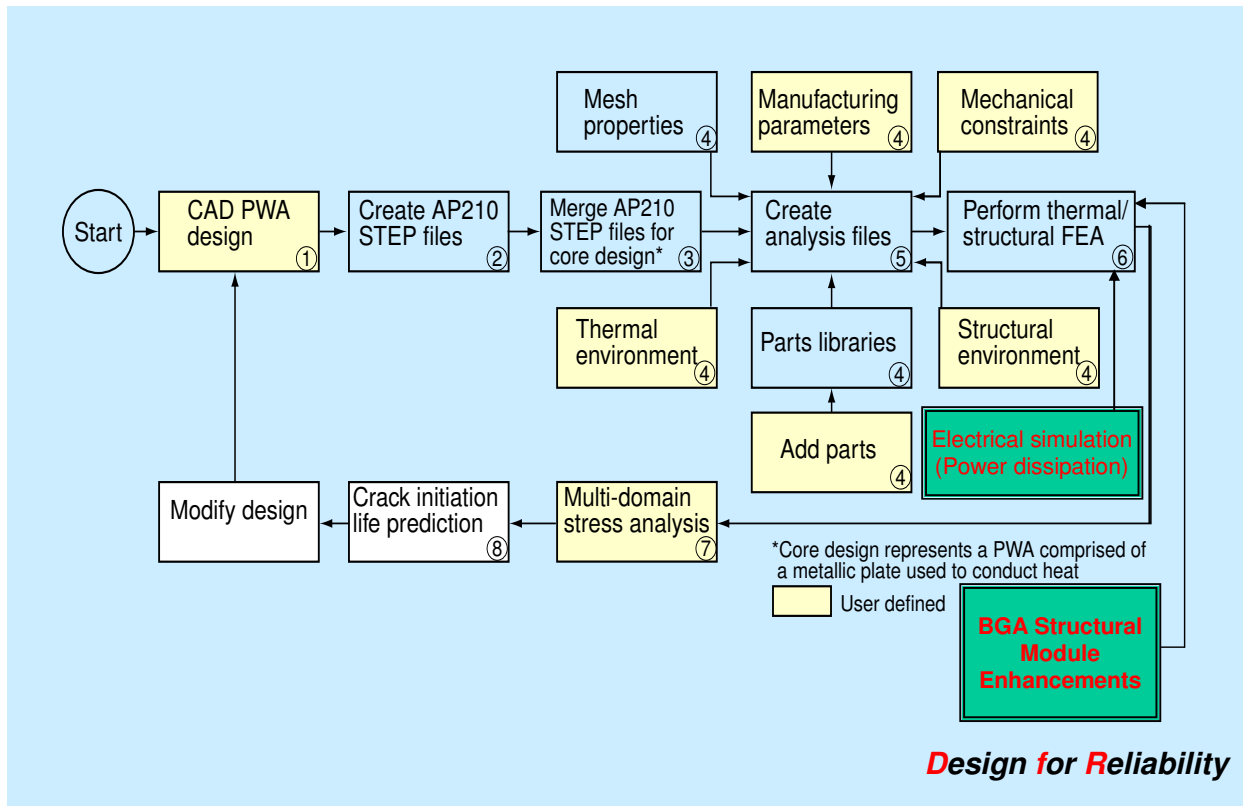 Mesh
properties
4
Manufacturing
parameters
4
Mechanical
constraints
4
Start
CAD PWA
design
1
Create AP210
STEP files
2
Merge AP210
STEP files for
core design*
3
Create
analysis files
5
Perform thermal/
structural FEA
6
Thermal
environment
4
Parts libraries
4
Structural
environment
4
Add parts
4
Electrical simulation
(Power dissipation)
Modify design
Crack initiation
life prediction
8
Multi-domain
stress analysis
7
*Core design represents a PWA comprised of
a metallic plate used to conduct heat
User defined
BGA Structural
Module
Enhancements
Design for Reliability